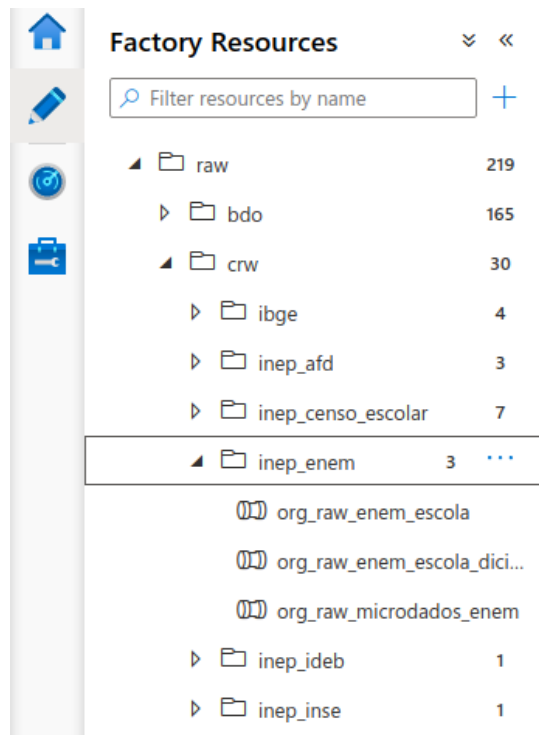 Factory Resources
Filter resources by name
raw 219
bdo 165
crw 30
ibge 4
inep_afd 3
inep_censo_escolar 7
inep_enem 3 ...
org_raw_enem_escola
org_raw_enem_escola_dici...
org_raw_microdados_enem
inep_ideb 1
inep_inse 1